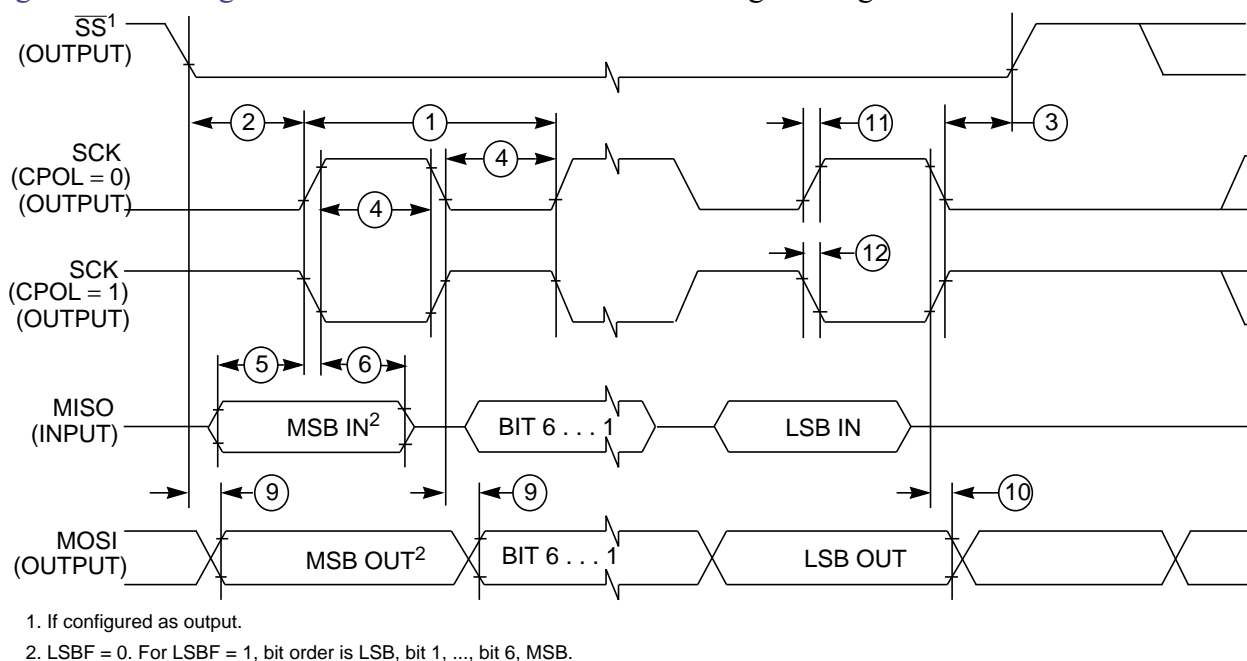 SS¹
(OUTPUT)
2
1
11
3
SCK
(CPOL = 0)
(OUTPUT)
4
4
12
SCK
(CPOL = 1)
(OUTPUT)
5
6
MISO
(INPUT)
MSB IN²
BIT 6 . . . 1
LSB IN
9
9
10
MOSI
(OUTPUT)
MSB OUT²
BIT 6 . . . 1
LSB OUT
1. If configured as output.
2. LSBF = 0. For LSBF = 1, bit order is LSB, bit 1, ..., bit 6, MSB.